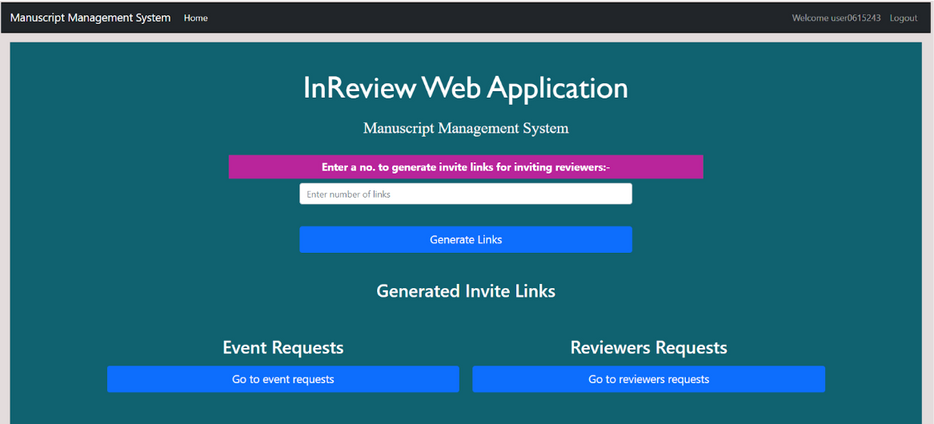 Manuscript Management System Home Welcome user0615243 Logout
InReview Web Application
Manuscript Management System
Enter a no. to generate invite links for inviting reviewers:-
Enter number of links
Generate Links
Generated Invite Links
Event Requests Reviewers Requests
Go to event requests Go to reviewers requests